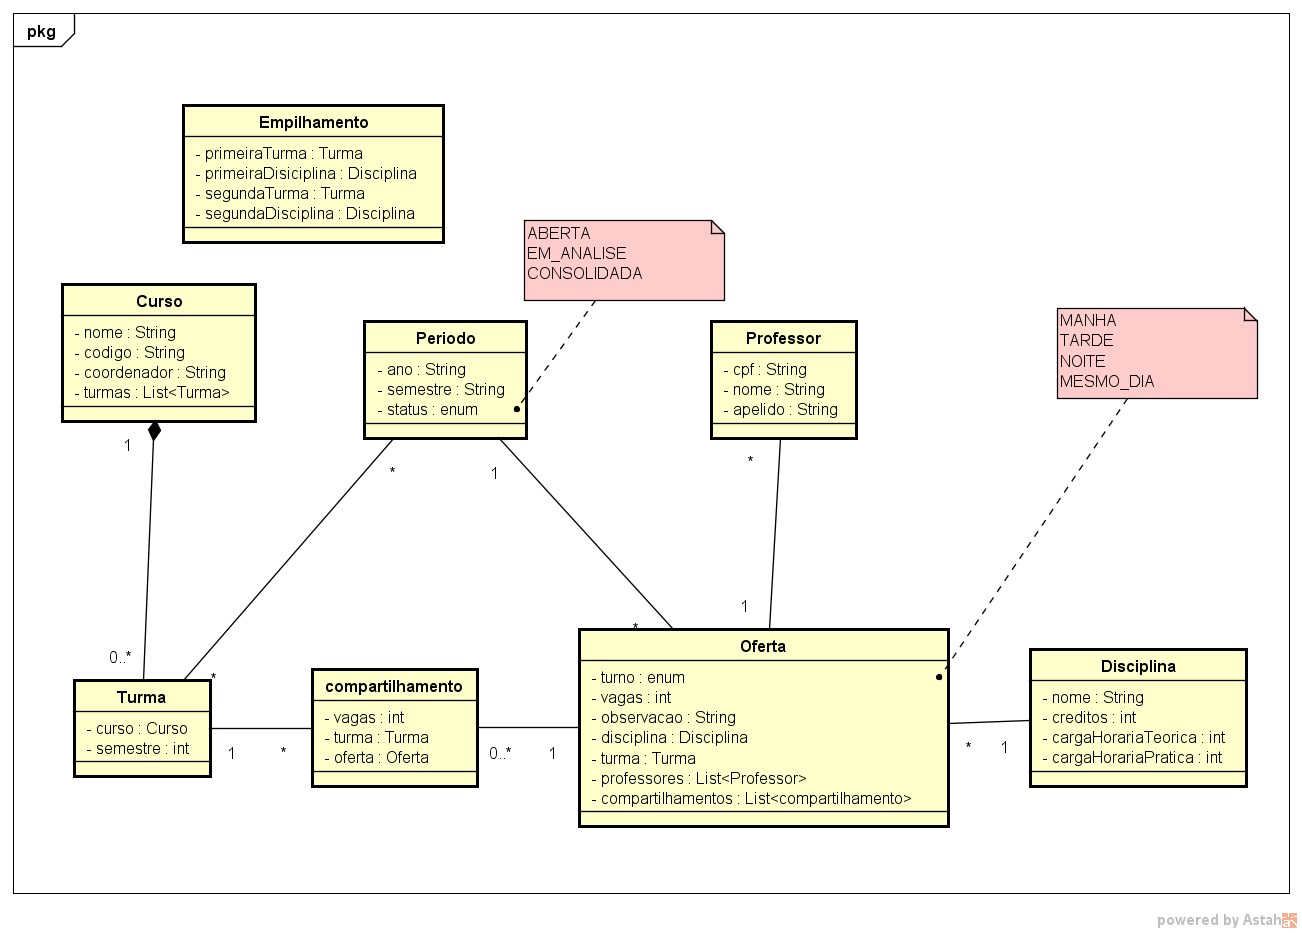 pkg
Empilhamento
- primeiraTurma : Turma
- primeiraDisiciplina : Disciplina
- segundaTurma : Turma
- segundaDisciplina : Disciplina
ABERTA
EM_ANALISE
CONSOLIDADA
Curso
- nome : String
- codigo : String
- coordenador : String
- turmas : List<Turma>
Periodo
- ano : String
- semestre : String
- status : enum
Professor
- cpf : String
- nome : String
- apelido : String
MANHA
TARDE
NOITE
MESMO_DIA
1
*
1
*
0..*
*
1
*
Turma
- curso : Curso
- semestre : int
1
*
compartilhamento
- vagas : int
- turma : Turma
- oferta : Oferta
0..*
1
Oferta
- turno : enum
- vagas : int
- observacao : String
- disciplina : Disciplina
- turma : Turma
- professores : List<Professor>
- compartilhamentos : List<compartilhamento>
*
1
Disciplina
- nome : String
- creditos : int
- cargaHorariaTeorica : int
- cargaHorariaPratica : int
powered by Astah